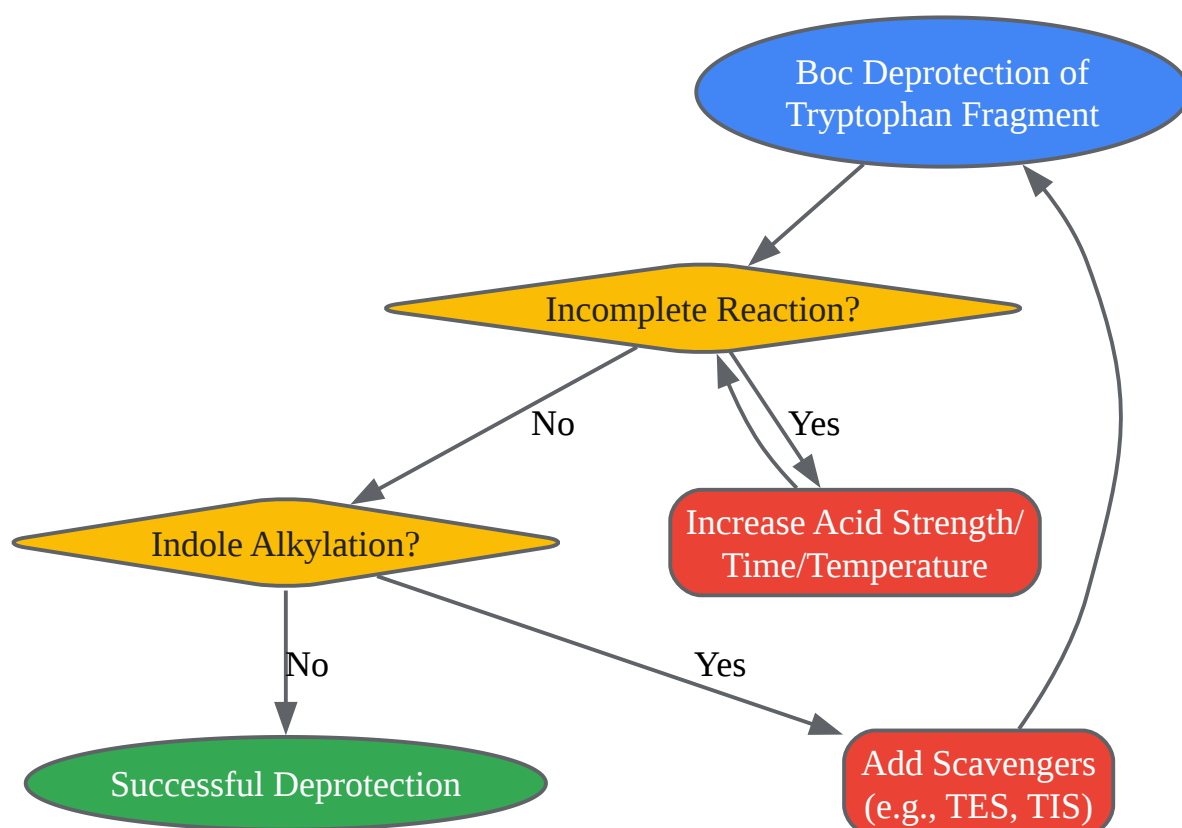 Boc Deprotection of
Tryptophan Fragment
Incomplete Reaction?
No
Yes
Increase Acid Strength/
Time/Temperature
Indole Alkylation?
No
Yes
Successful Deprotection
Add Scavengers
(e.g., TES, TIS)